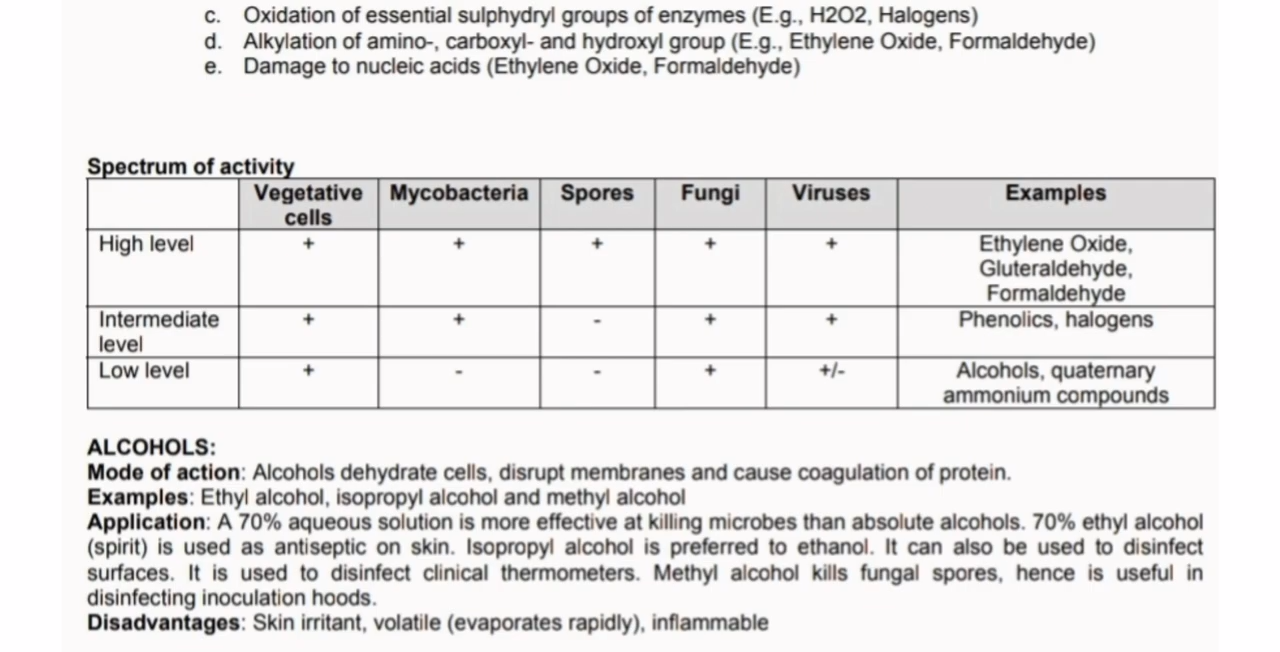 c. Oxidation of essential sulphydryl groups of enzymes (E.g., H2O2, Halogens)
d. Alkylation of amino-, carboxyl- and hydroxyl group (E.g., Ethylene Oxide, Formaldehyde)
e. Damage to nucleic acids (Ethylene Oxide, Formaldehyde)
Spectrum of activity
Vegetative cells Mycobacteria Spores Fungi Viruses Examples
High level + + + + + Ethylene Oxide,
Gluteraldehyde,
Formaldehyde
Intermediate level + + - + + Phenolics, halogens
Low level + - - + +/- Alcohols, quaternary
ammonium compounds
ALCOHOLS:
Mode of action: Alcohols dehydrate cells, disrupt membranes and cause coagulation of protein.
Examples: Ethyl alcohol, isopropyl alcohol and methyl alcohol
Application: A 70% aqueous solution is more effective at killing microbes than absolute alcohols. 70% ethyl alcohol
(spirit) is used as antiseptic on skin. Isopropyl alcohol is preferred to ethanol. It can also be used to disinfect
surfaces. It is used to disinfect clinical thermometers. Methyl alcohol kills fungal spores, hence is useful in
disinfecting inoculation hoods.
Disadvantages: Skin irritant, volatile (evaporates rapidly), inflammable